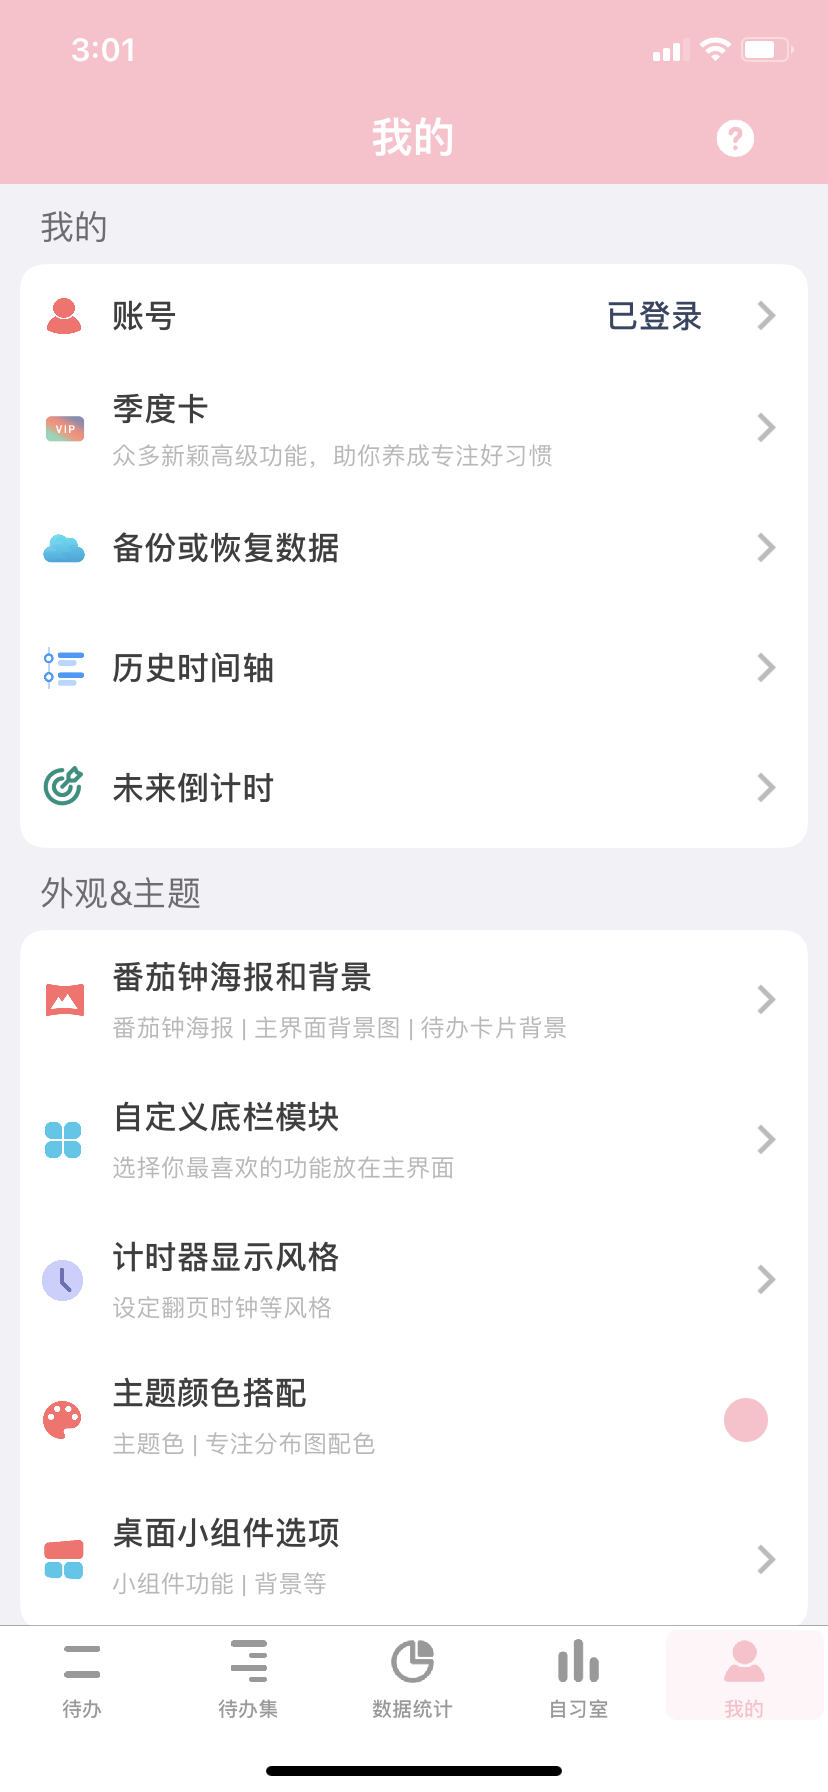 3:01
我的
?
我的
账号
已登录
VIP
季度卡
众多新颖高级功能，助你养成专注好习惯
备份或恢复数据
历史时间轴
未来倒计时
外观&主题
番茄钟海报和背景
番茄钟海报 | 主界面背景图 | 待办卡片背景
自定义底栏模块
选择你最喜欢的功能放在主界面
计时器显示风格
设定翻页时钟等风格
主题颜色搭配
主题色 | 专注分布图配色
桌面小组件选项
小组件功能 | 背景等
待办
待办集
数据统计
自习室
我的